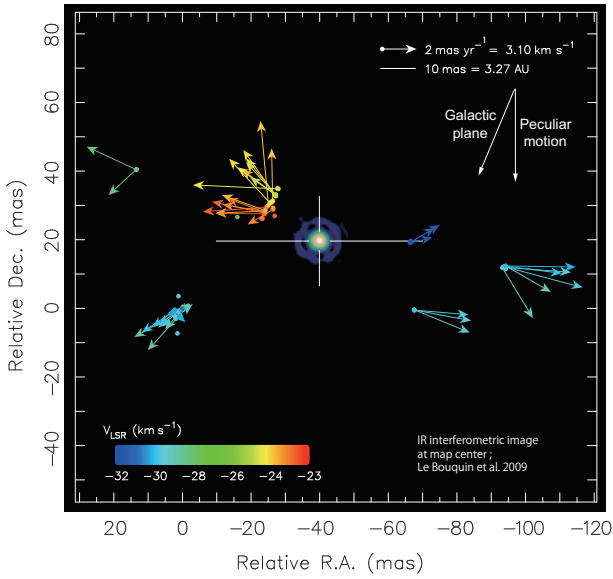 80
60
40
20
0
−20
−40
Relative Dec. (mas)
2 mas yr⁻¹ = 3.10 km s⁻¹
10 mas = 3.27 AU
Galactic
plane
Peculiar
motion
V_LSR (km s⁻¹)
−32 −30 −28 −26 −24 −23
IR interferometric image
at map center ;
Le Bouquin et al. 2009
20 0 −20 −40 −60 −80 −100 −120
Relative R.A. (mas)